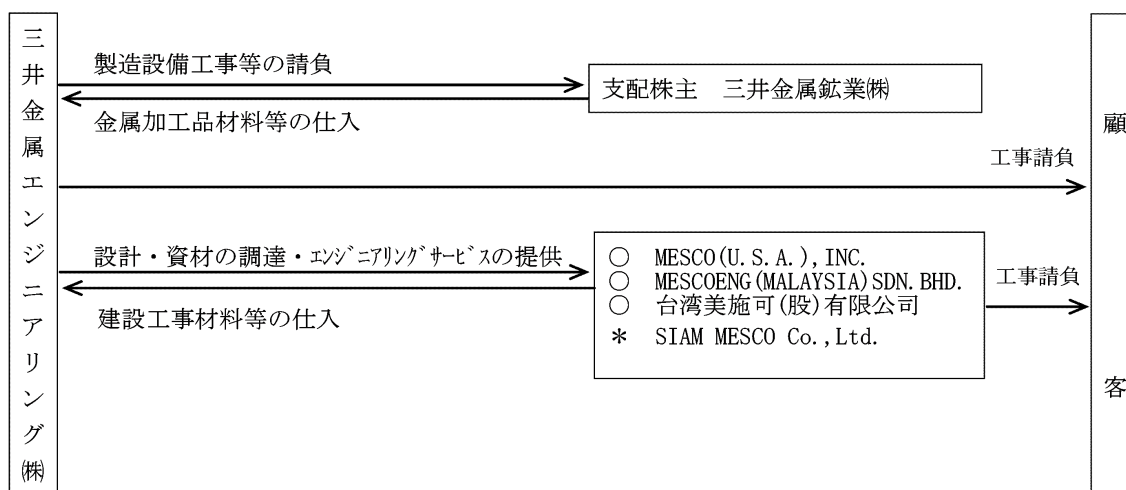 三井金属エンジニアリング㈱
製造設備工事等の請負
支配株主　三井金属鉱業㈱
金属加工品材料等の仕入
工事請負
設計・資材の調達・ｴﾝｼﾞﾆｱﾘﾝｸﾞｻｰﾋﾞｽの提供
○ MESCO(U.S.A.),INC.
○ MESCOENG(MALAYSIA)SDN.BHD.
○ 台湾美施可(股)有限公司
＊ SIAM MESCO Co.,Ltd.
建設工事材料等の仕入
工事請負
顧客